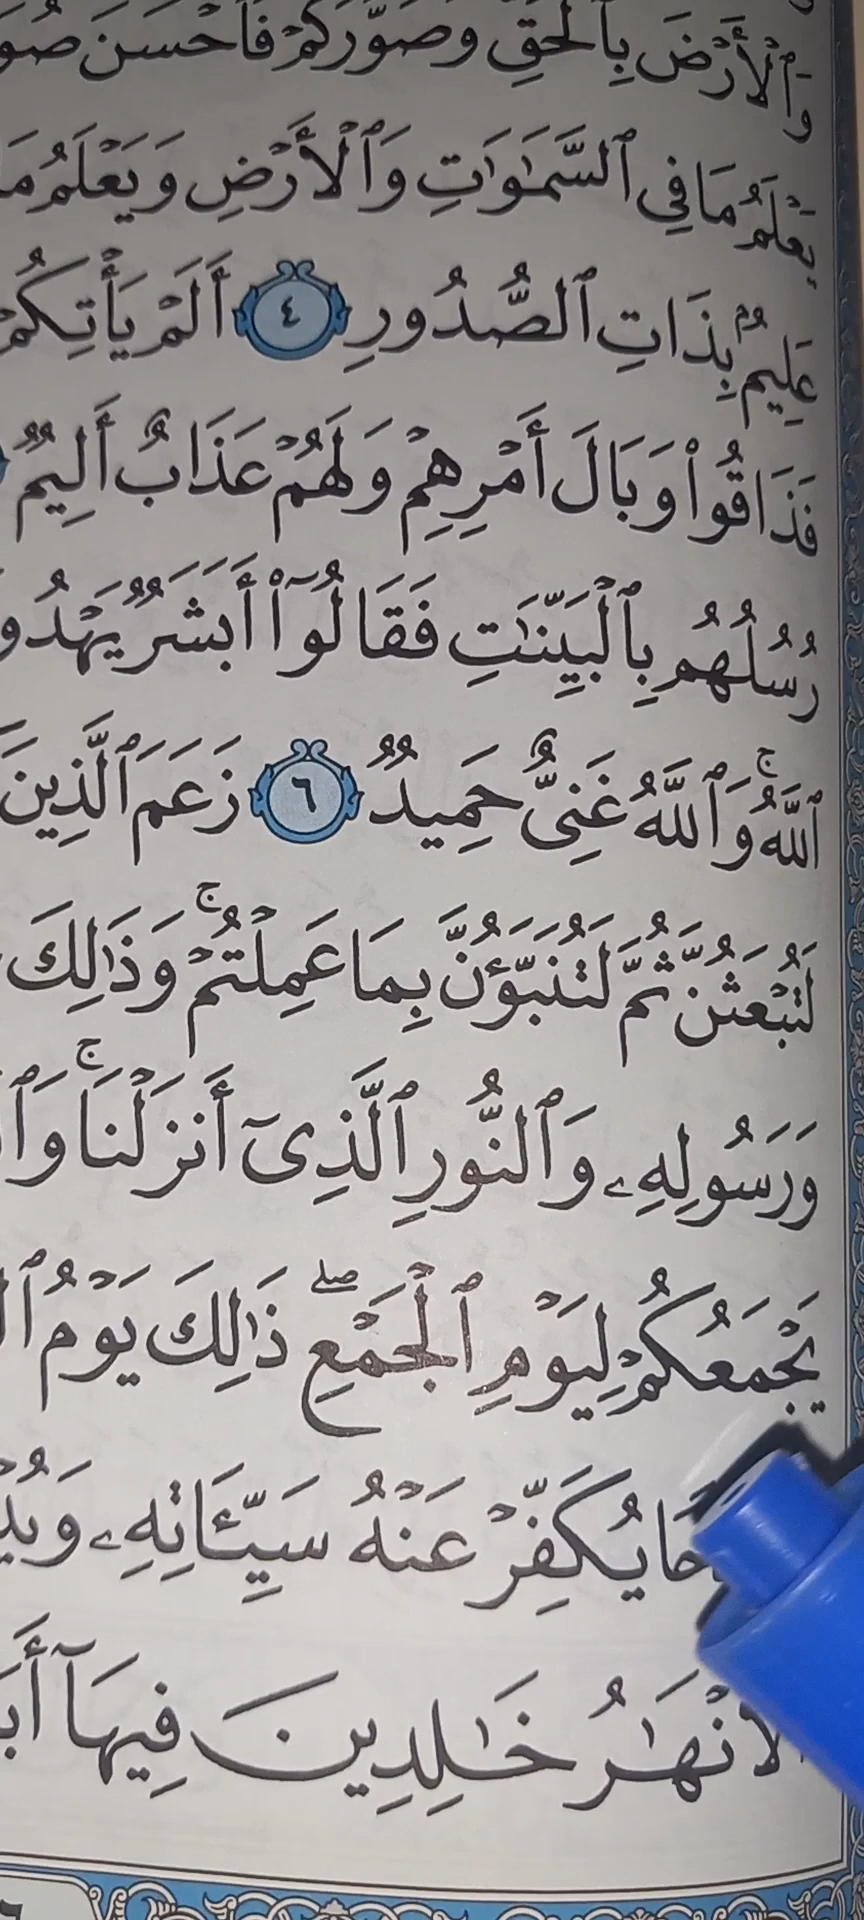 وَٱلْأَرْضَ بِٱلْحَقِّ وَصَوَّرَكُمْ فَأَحْسَنَ
يَعْلَمُ مَا فِى ٱلسَّمَٰوَٰتِ وَٱلْأَرْضِ وَيَعْلَمُ مَا
عَلِيمٌۢ بِذَاتِ ٱلصُّدُورِ ٤ أَلَمْ يَأْتِكُمْ
فَذَاقُوا۟ وَبَالَ أَمْرِهِمْ وَلَهُمْ عَذَابٌ أَلِيمٌ
رُسُلُهُم بِٱلْبَيِّنَٰتِ فَقَالُوٓا۟ أَبَشَرٌ يَهْدُو
ٱللَّهُ ۚ وَٱللَّهُ غَنِىٌّ حَمِيدٌ ٦ زَعَمَ ٱلَّذِينَ
لَتُبْعَثُنَّ ثُمَّ لَتُنَبَّؤُنَّ بِمَا عَمِلْتُمْ ۚ وَذَٰلِكَ
وَرَسُولِهِۦ وَٱلنُّورِ ٱلَّذِىٓ أَنزَلْنَا ۚ
يَجْمَعُكُمْ لِيَوْمِ ٱلْجَمْعِ ۖ ذَٰلِكَ يَوْمُ
يُكَفِّرْ عَنْهُ سَيِّـَٔاتِهِۦ
خَٰلِدِينَ فِيهَآ